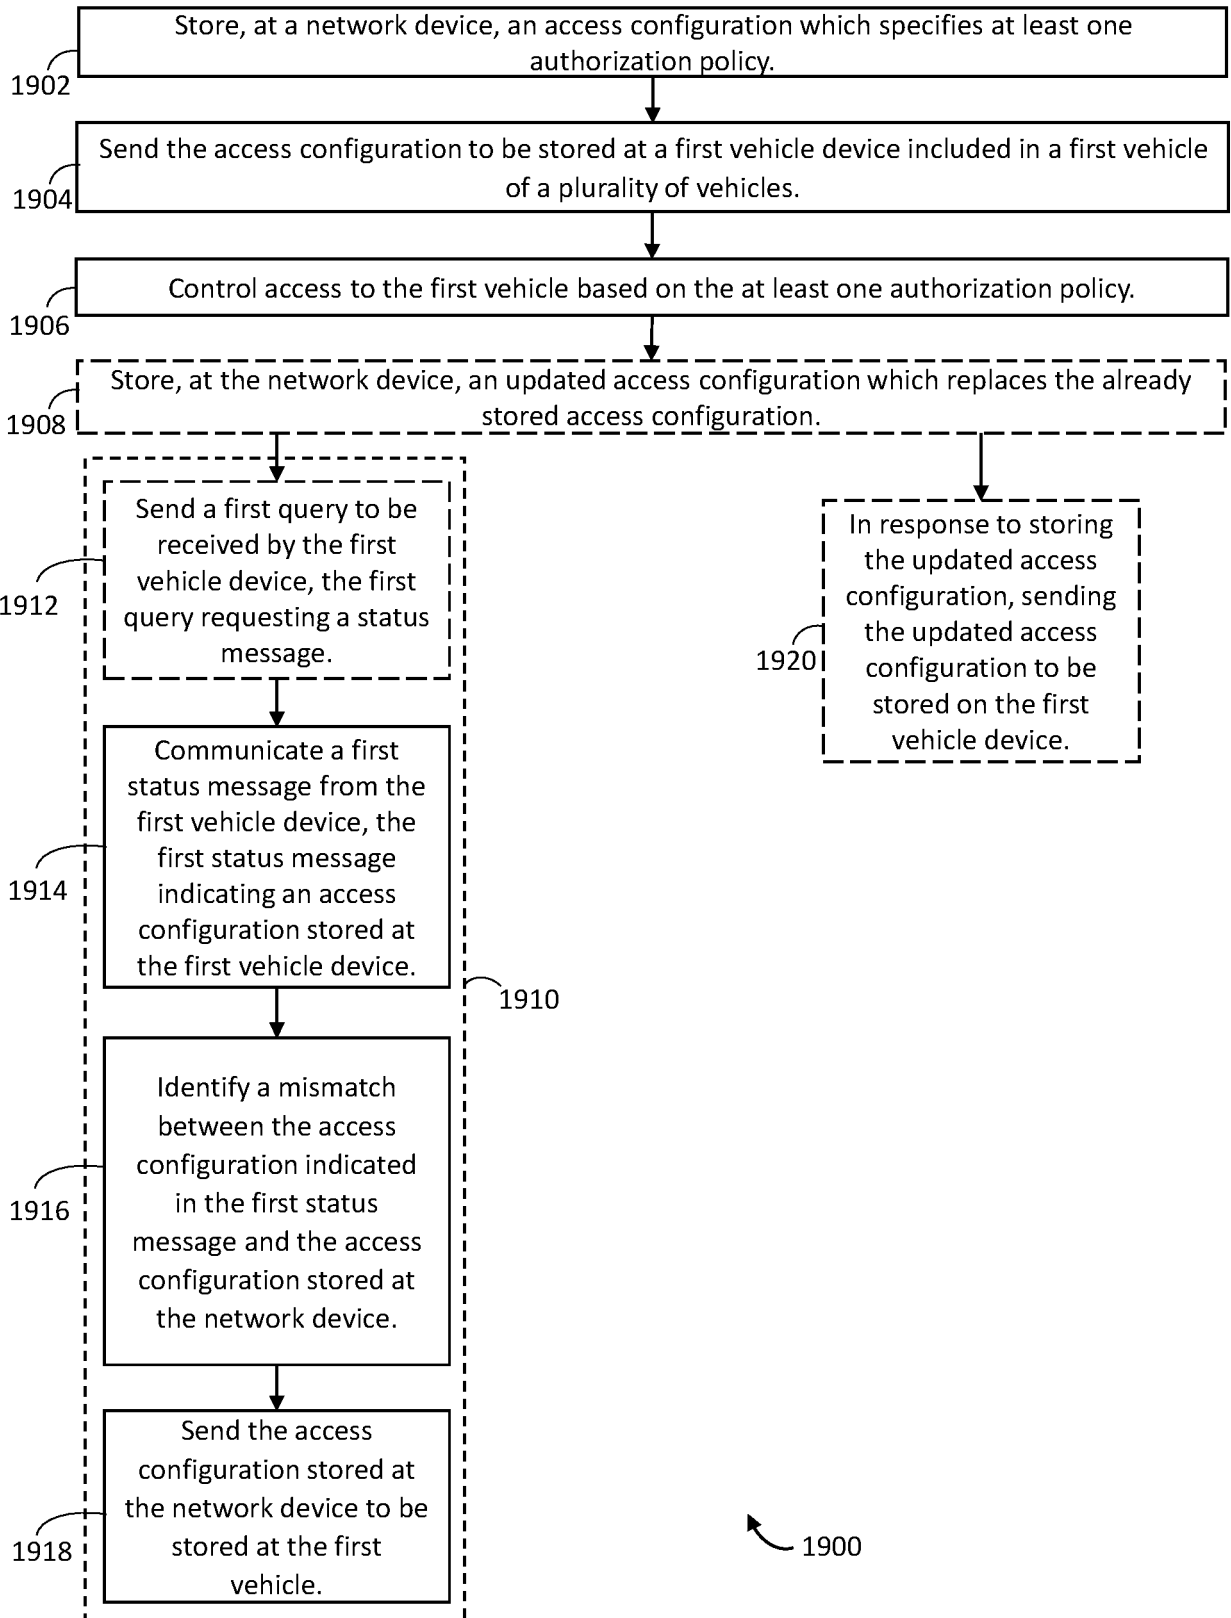 Store, at a network device, an access configuration which specifies at least one
authorization policy.
1902
Send the access configuration to be stored at a first vehicle device included in a first vehicle
of a plurality of vehicles.
1904
Control access to the first vehicle based on the at least one authorization policy.
1906
Store, at the network device, an updated access configuration which replaces the already
stored access configuration.
1908
Send a first query to be
received by the first
vehicle device, the first
query requesting a status
message.
1912
In response to storing
the updated access
configuration, sending
the updated access
configuration to be
stored on the first
vehicle device.
1920
Communicate a first
status message from the
first vehicle device, the
first status message
indicating an access
configuration stored at
the first vehicle device.
1914
1910
Identify a mismatch
between the access
configuration indicated
in the first status
message and the access
configuration stored at
the network device.
1916
Send the access
configuration stored at
the network device to be
stored at the first
vehicle.
1918
1900